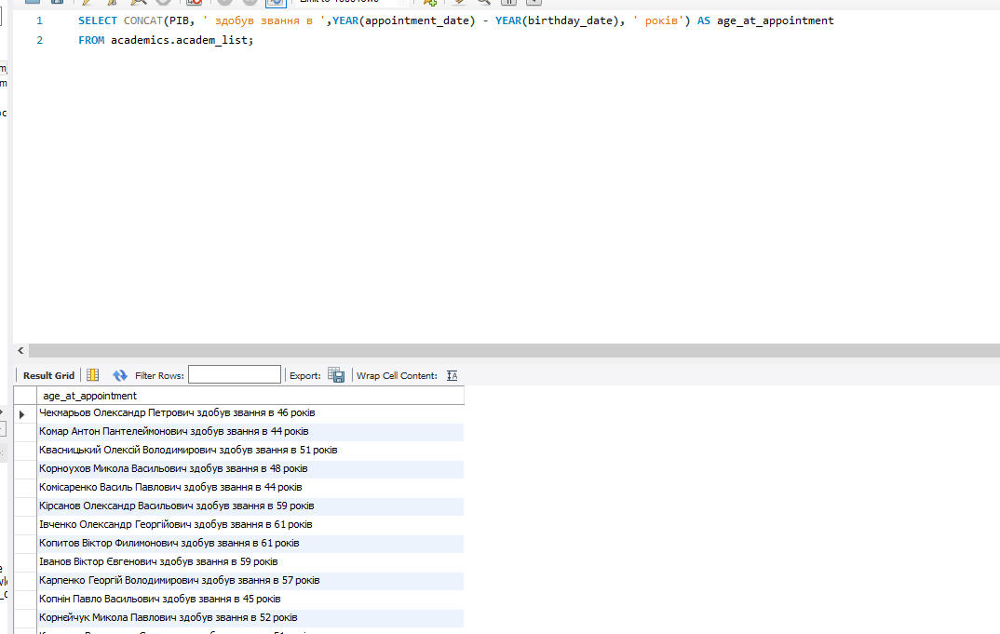 1 SELECT CONCAT(PIB, ' здобув звання в ',YEAR(appointment_date) - YEAR(birthday_date), ' років') AS age_at_appointment
2 FROM academics.academ_list;
Result Grid Filter Rows: Export: Wrap Cell Content:
age_at_appointment
Чекмарьов Олександр Петрович здобув звання в 46 років
Комар Антон Пантелеймонович здобув звання в 44 років
Квасницький Олексій Володимирович здобув звання в 51 років
Корноухов Микола Васильович здобув звання в 48 років
Комісаренко Василь Павлович здобув звання в 44 років
Кірсанов Олександр Васильович здобув звання в 59 років
Івченко Олександр Георгійович здобув звання в 61 років
Копитов Віктор Филимонович здобув звання в 61 років
Іванов Віктор Євгенович здобув звання в 59 років
Карпенко Георгій Володимирович здобув звання в 57 років
Копнін Павло Васильович здобув звання в 45 років
Корнєйчук Микола Павлович здобув звання в 52 років